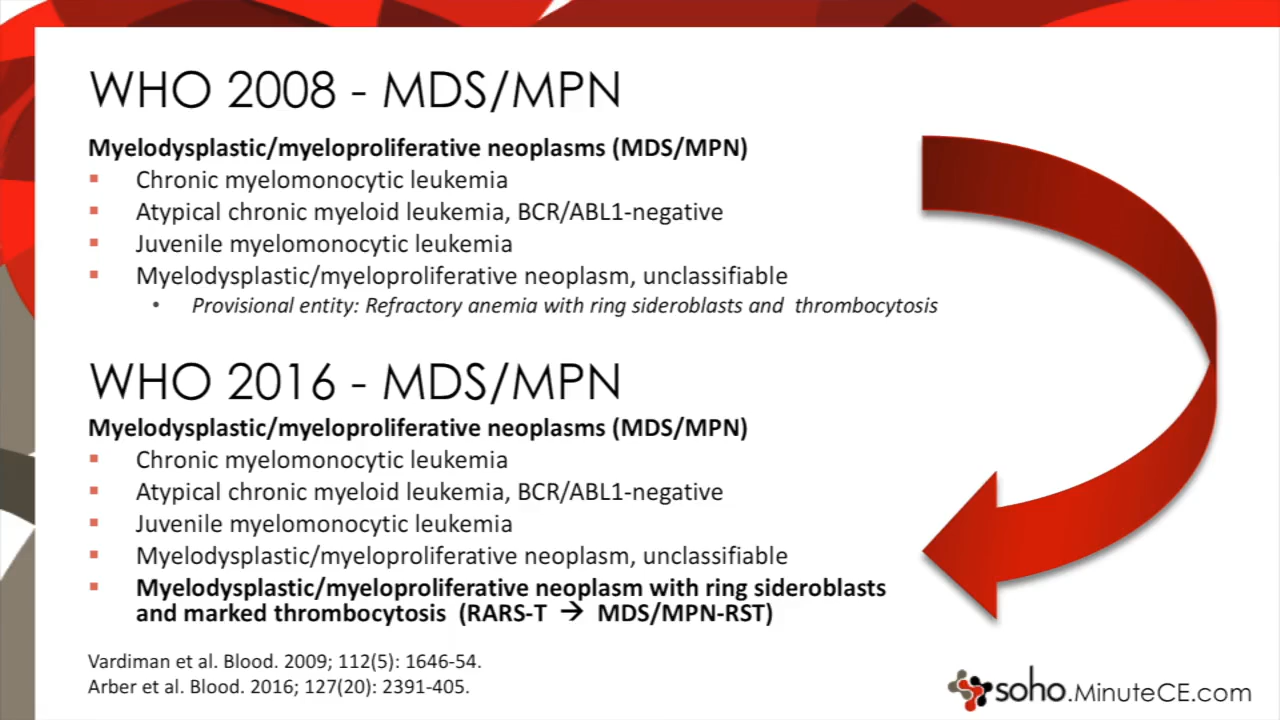 WHO 2008 - MDS/MPN
Myelodysplastic/myeloproliferative neoplasms (MDS/MPN)
▪ Chronic myelomonocytic leukemia
▪ Atypical chronic myeloid leukemia, BCR/ABL1-negative
▪ Juvenile myelomonocytic leukemia
▪ Myelodysplastic/myeloproliferative neoplasm, unclassifiable
• Provisional entity: Refractory anemia with ring sideroblasts and thrombocytosis
WHO 2016 - MDS/MPN
Myelodysplastic/myeloproliferative neoplasms (MDS/MPN)
▪ Chronic myelomonocytic leukemia
▪ Atypical chronic myeloid leukemia, BCR/ABL1-negative
▪ Juvenile myelomonocytic leukemia
▪ Myelodysplastic/myeloproliferative neoplasm, unclassifiable
▪ Myelodysplastic/myeloproliferative neoplasm with ring sideroblasts
and marked thrombocytosis (RARS-T → MDS/MPN-RST)
Vardiman et al. Blood. 2009; 112(5): 1646-54.
Arber et al. Blood. 2016; 127(20): 2391-405.
soho.MinuteCE.com